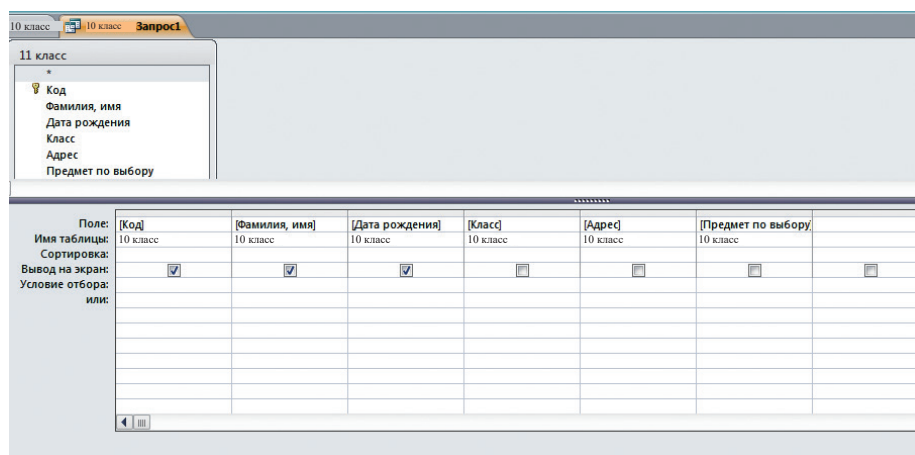 10 класс 10 класс Запрос1
11 класс
*
Код
Фамилия, имя
Дата рождения
Класс
Адрес
Предмет по выбору
Поле: [Код] [Фамилия, имя] [Дата рождения] [Класс] [Адрес] [Предмет по выбору]
Имя таблицы: 10 класс 10 класс 10 класс 10 класс 10 класс 10 класс
Сортировка:
Вывод на экран:
Условие отбора:
или: